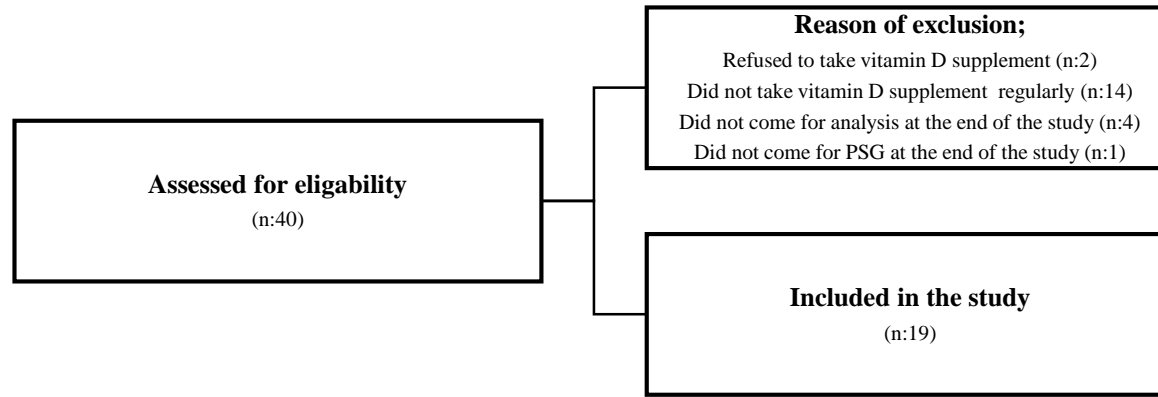 Reason of exclusion;
Refused to take vitamin D supplement (n:2)
Did not take vitamin D supplement  regularly (n:14)
Did not come for analysis at the end of the study (n:4)
Did not come for PSG at the end of the study (n:1)
Assessed for eligability
(n:40)
Included in the study
(n:19)